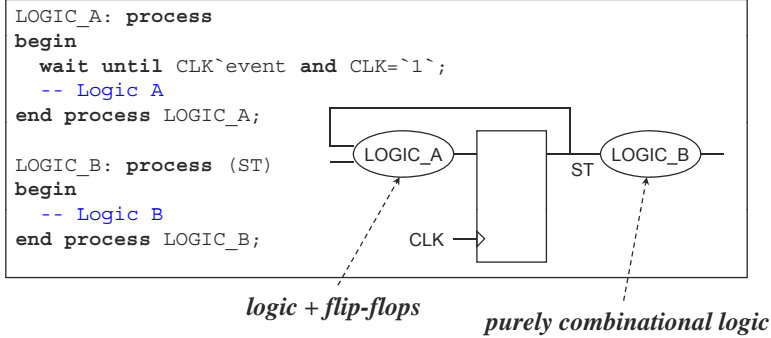 LOGIC_A: process
begin
wait until CLK`event and CLK=`1`;
-- Logic A
end process LOGIC_A;
LOGIC_B: process (ST)
begin
-- Logic B
end process LOGIC_B;
LOGIC_A
LOGIC_B
ST
CLK
logic + flip-flops
purely combinational logic